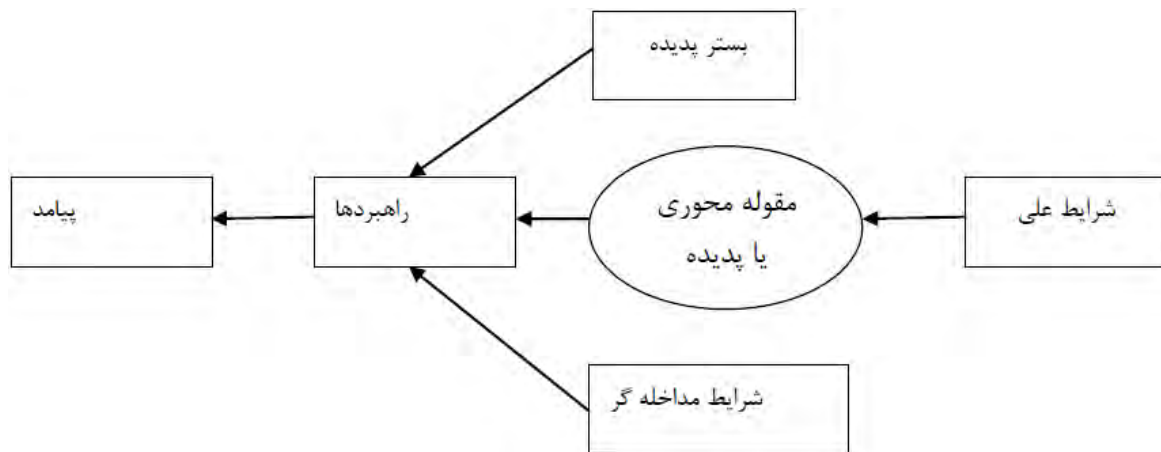 بستر پدیده
شرایط علی
مقوله محوری
یا پدیده
راهبردها
پیامد
شرایط مداخله گر